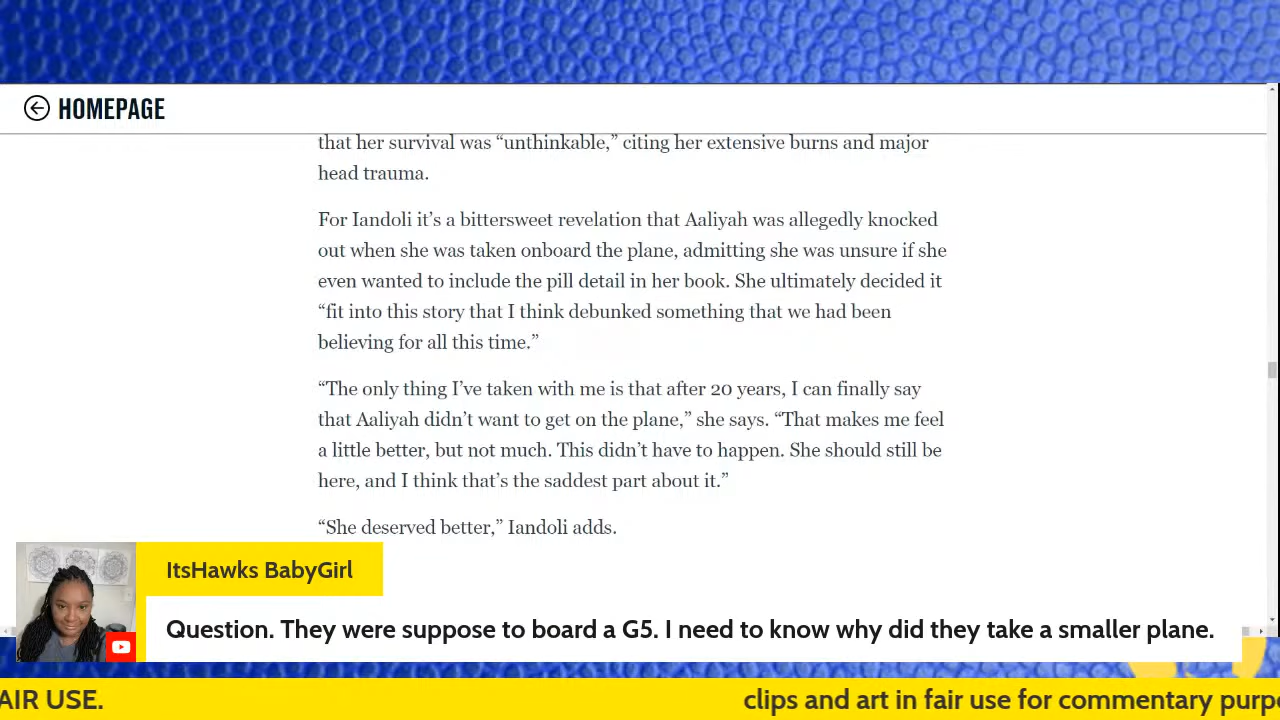 HOMEPAGE
that her survival was “unthinkable,” citing her extensive burns and major
head trauma.
For Iandoli it’s a bittersweet revelation that Aaliyah was allegedly knocked
out when she was taken onboard the plane, admitting she was unsure if she
even wanted to include the pill detail in her book. She ultimately decided it
“fit into this story that I think debunked something that we had been
believing for all this time.”
“The only thing I’ve taken with me is that after 20 years, I can finally say
that Aaliyah didn’t want to get on the plane,” she says. “That makes me feel
a little better, but not much. This didn’t have to happen. She should still be
here, and I think that’s the saddest part about it.”
“She deserved better,” Iandoli adds.
ItsHawks BabyGirl
Question. They were suppose to board a G5. I need to know why did they take a smaller plane.
AIR USE. clips and art in fair use for commentary purpo